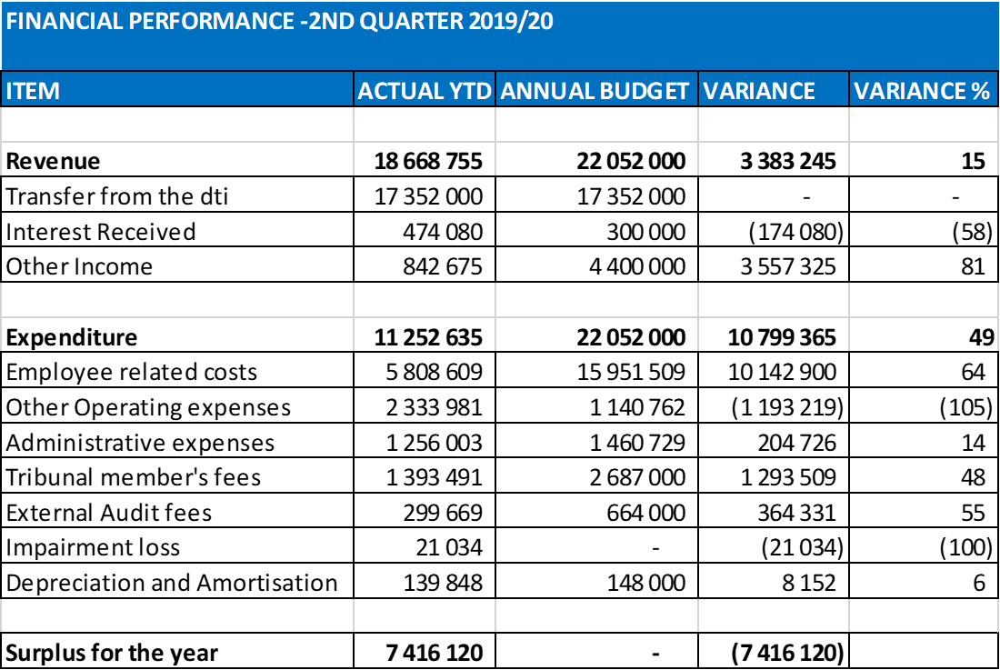 FINANCIAL PERFORMANCE -2ND QUARTER 2019/20
ITEM ACTUAL YTD ANNUAL BUDGET VARIANCE VARIANCE %
Revenue 18 668 755 22 052 000 3 383 245 15
Transfer from the dti 17 352 000 17 352 000 - -
Interest Received 474 080 300 000 (174 080) (58)
Other Income 842 675 4 400 000 3 557 325 81
Expenditure 11 252 635 22 052 000 10 799 365 49
Employee related costs 5 808 609 15 951 509 10 142 900 64
Other Operating expenses 2 333 981 1 140 762 (1 193 219) (105)
Administrative expenses 1 256 003 1 460 729 204 726 14
Tribunal member's fees 1 393 491 2 687 000 1 293 509 48
External Audit fees 299 669 664 000 364 331 55
Impairment loss 21 034 - (21 034) (100)
Depreciation and Amortisation 139 848 148 000 8 152 6
Surplus for the year 7 416 120 - (7 416 120)